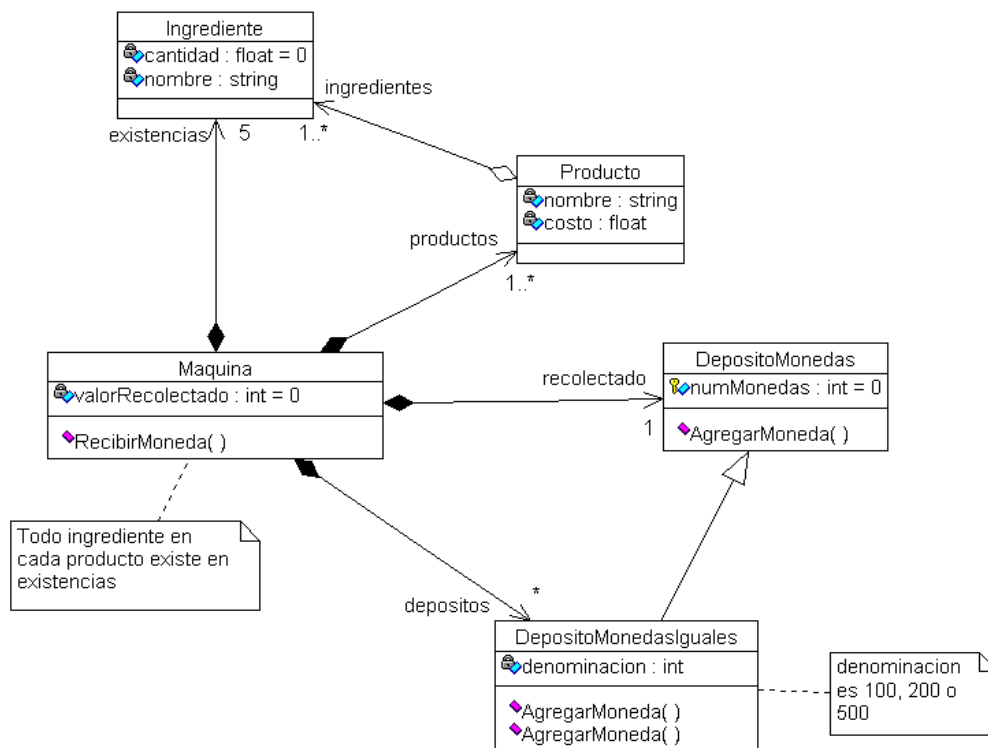 Ingrediente
cantidad : float = 0
nombre : string
ingredientes
existencias
5
1..*
Producto
nombre : string
costo : float
productos
1..*
Maquina
valorRecolectado : int = 0
RecibirMoneda( )
recolectado
1
DepositoMonedas
numMonedas : int = 0
AgregarMoneda( )
Todo ingrediente en
cada producto existe en
existencias
depositos
*
DepositoMonedasIguales
denominacion : int
AgregarMoneda( )
AgregarMoneda( )
denominacion
es 100, 200 o
500